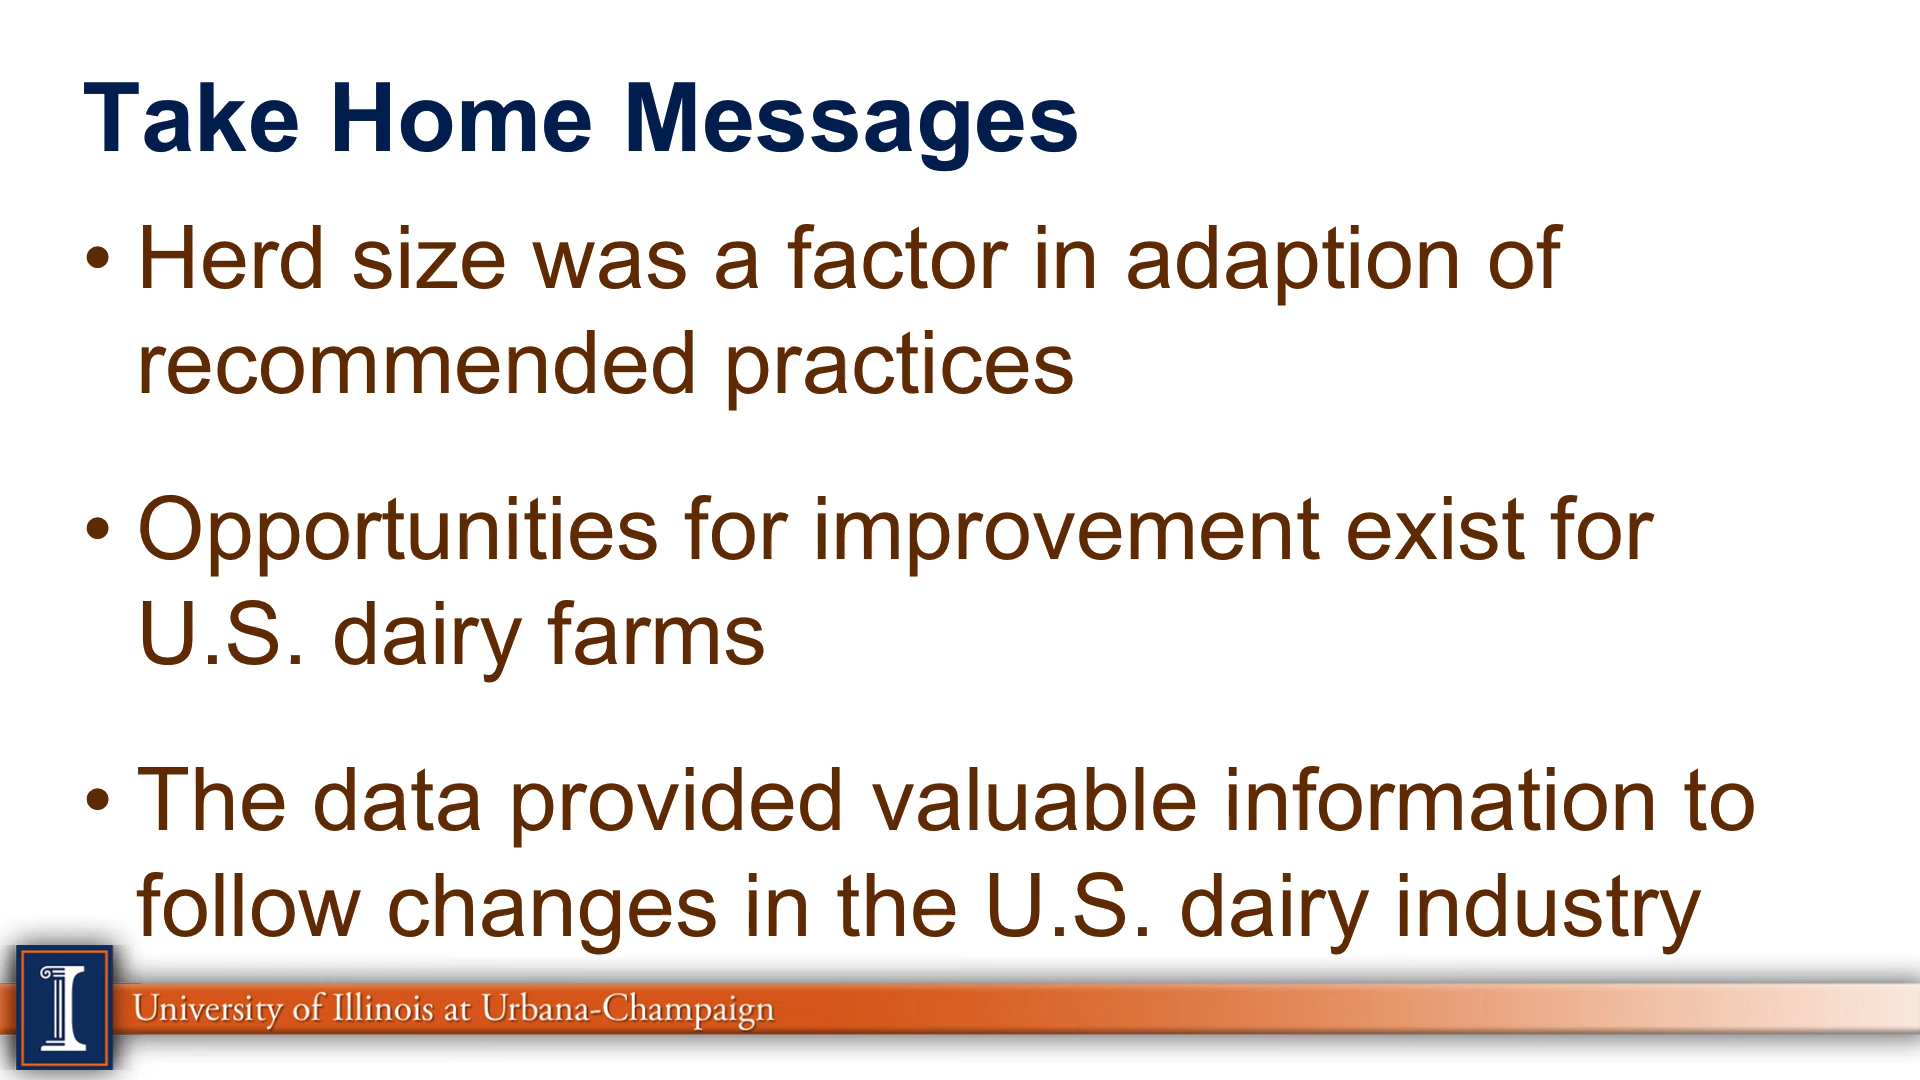 Take Home Messages
• Herd size was a factor in adaption of
recommended practices
• Opportunities for improvement exist for
U.S. dairy farms
• The data provided valuable information to
follow changes in the U.S. dairy industry
I
University of Illinois at Urbana-Champaign